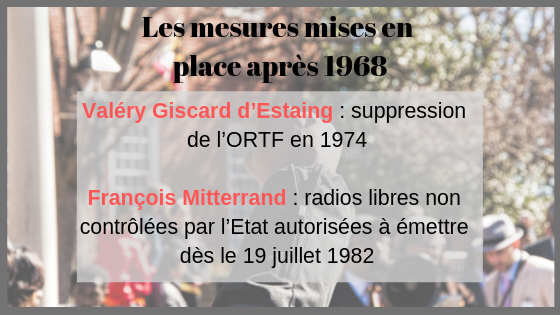 Les mesures mises en
place après 1968
Valéry Giscard d'Estaing : suppression
de l'ORTF en 1974
François Mitterrand : radios libres non
contrôlées par l'Etat autorisées à émettre
dès le 19 juillet 1982